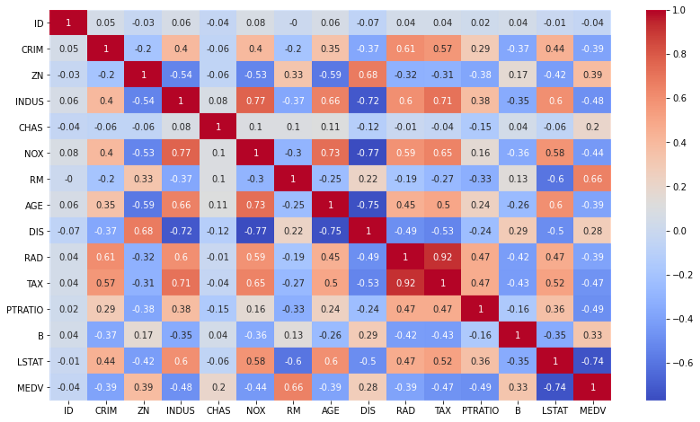 ID 1 0.05 -0.03 0.06 -0.04 0.08 -0 0.06 -0.07 0.04 0.04 0.02 0.04 -0.01 -0.04
CRIM 0.05 1 -0.2 0.4 -0.06 0.4 -0.2 0.35 -0.37 0.61 0.57 0.29 -0.37 0.44 -0.39
ZN -0.03 -0.2 1 -0.54 -0.06 -0.53 0.33 -0.59 0.68 -0.32 -0.31 -0.38 0.17 -0.42 0.39
INDUS 0.06 0.4 -0.54 1 0.08 0.77 -0.37 0.66 -0.72 0.6 0.71 0.38 -0.35 0.6 -0.48
CHAS -0.04 -0.06 -0.06 0.08 1 0.1 0.1 0.11 -0.12 -0.01 -0.04 -0.15 0.04 -0.06 0.2
NOX 0.08 0.4 -0.53 0.77 0.1 1 -0.3 0.73 -0.77 0.59 0.65 0.16 -0.36 0.58 -0.44
RM -0 -0.2 0.33 -0.37 0.1 -0.3 1 -0.25 0.22 -0.19 -0.27 -0.33 0.13 -0.6 0.66
AGE 0.06 0.35 -0.59 0.66 0.11 0.73 -0.25 1 -0.75 0.45 0.5 0.24 -0.26 0.6 -0.39
DIS -0.07 -0.37 0.68 -0.72 -0.12 -0.77 0.22 -0.75 1 -0.49 -0.53 -0.24 0.29 -0.5 0.28
RAD 0.04 0.61 -0.32 0.6 -0.01 0.59 -0.19 0.45 -0.49 1 0.92 0.47 -0.42 0.47 -0.39
TAX 0.04 0.57 -0.31 0.71 -0.04 0.65 -0.27 0.5 -0.53 0.92 1 0.47 -0.43 0.52 -0.47
PTRATIO 0.02 0.29 -0.38 0.38 -0.15 0.16 -0.33 0.24 -0.24 0.47 0.47 1 -0.16 0.36 -0.49
B 0.04 -0.37 0.17 -0.35 0.04 -0.36 0.13 -0.26 0.29 -0.42 -0.43 -0.16 1 -0.35 0.33
LSTAT -0.01 0.44 -0.42 0.6 -0.06 0.58 -0.6 0.6 -0.5 0.47 0.52 0.36 -0.35 1 -0.74
MEDV -0.04 -0.39 0.39 -0.48 0.2 -0.44 0.66 -0.39 0.28 -0.39 -0.47 -0.49 0.33 -0.74 1
ID CRIM ZN INDUS CHAS NOX RM AGE DIS RAD TAX PTRATIO B LSTAT MEDV
1.0
0.8
0.6
0.4
0.2
0.0
−0.2
−0.4
−0.6